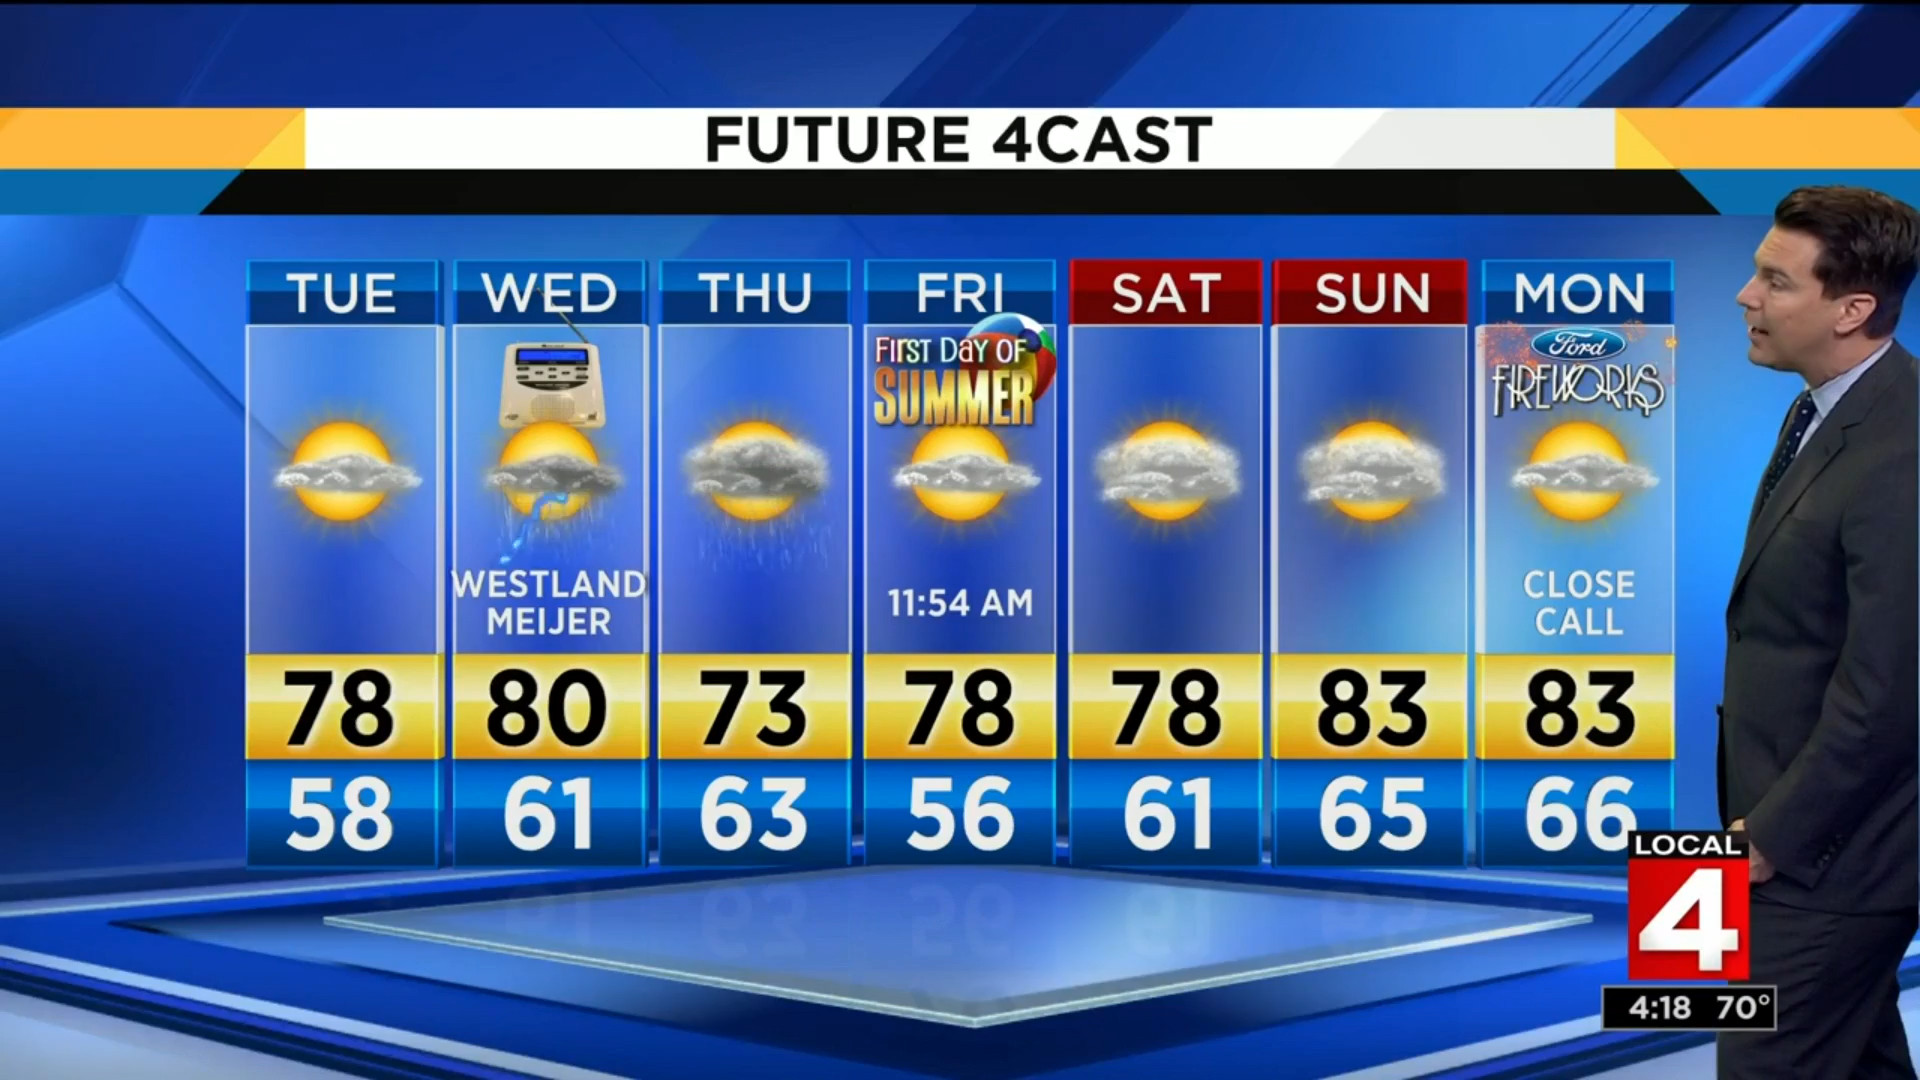 FUTURE 4CAST
TUE
WED
THU
FRI
SAT
SUN
MON
FIRST DAY OF
SUMMER
Ford
FIREWORKS
WESTLAND
MEIJER
11:54 AM
CLOSE
CALL
78
80
73
78
78
83
83
58
61
63
56
61
65
66
LOCAL
4
4:18 70°